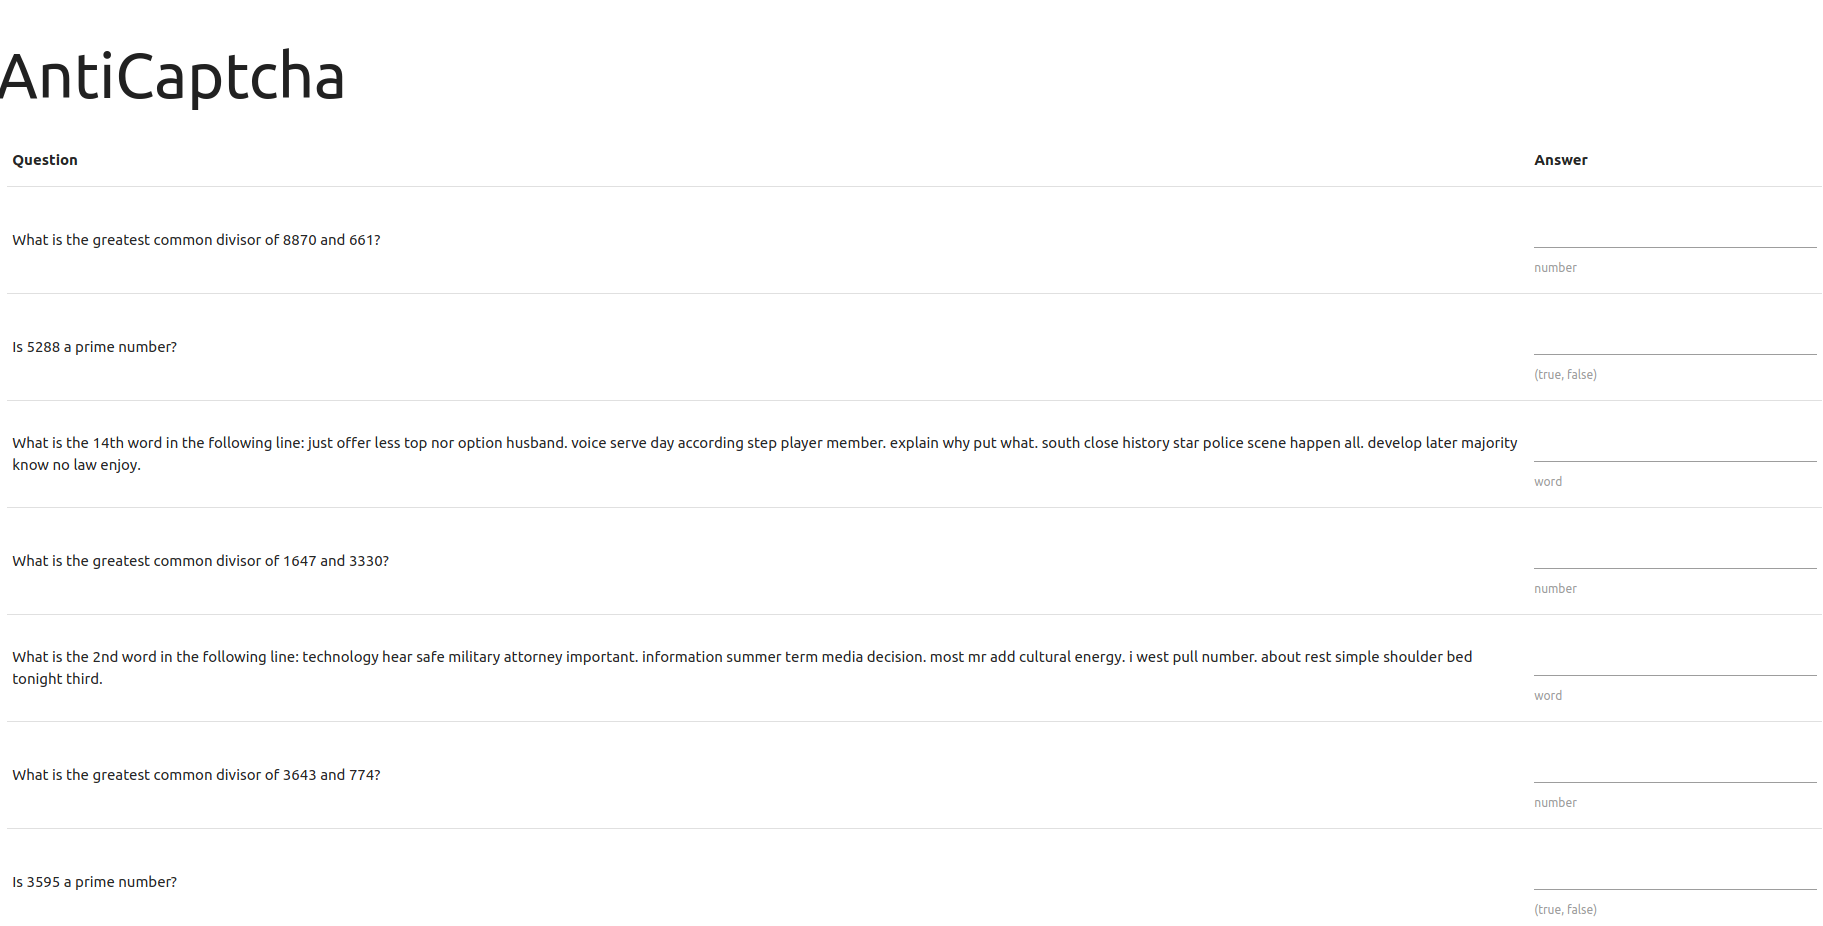 AntiCaptcha
Question Answer
What is the greatest common divisor of 8870 and 661?
number
Is 5288 a prime number?
(true, false)
What is the 14th word in the following line: just offer less top nor option husband. voice serve day according step player member. explain why put what. south close history star police scene happen all. develop later majority
know no law enjoy.
word
What is the greatest common divisor of 1647 and 3330?
number
What is the 2nd word in the following line: technology hear safe military attorney important. information summer term media decision. most mr add cultural energy. i west pull number. about rest simple shoulder bed
tonight third.
word
What is the greatest common divisor of 3643 and 774?
number
Is 3595 a prime number?
(true, false)